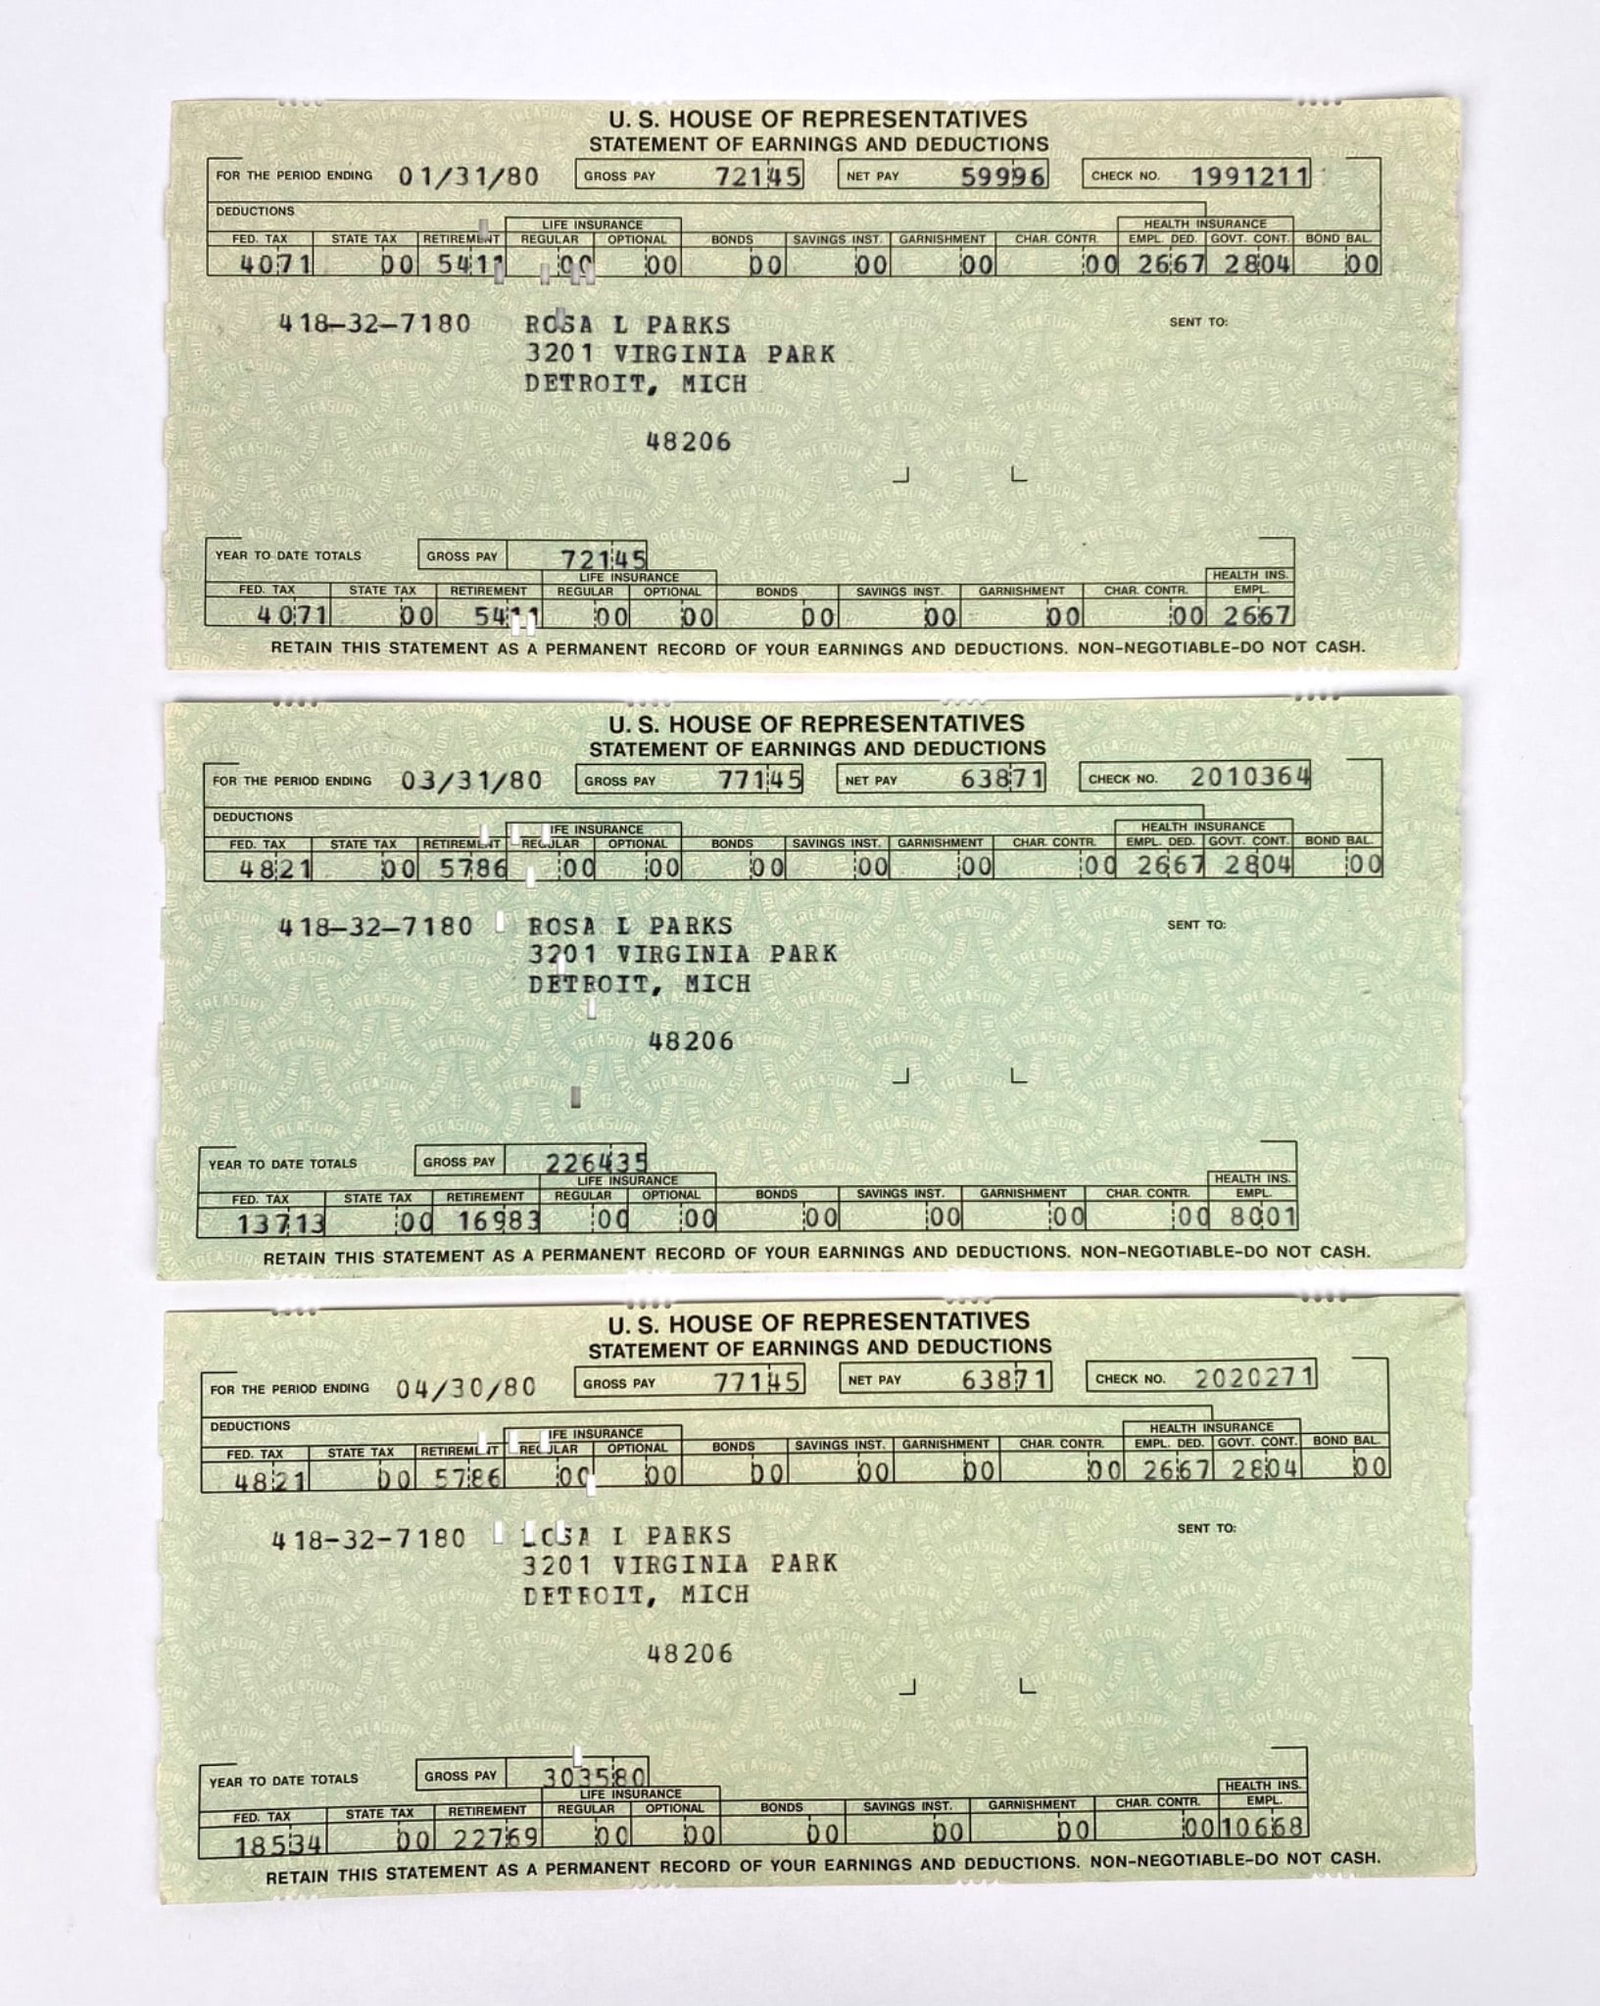 U. S. HOUSE OF REPRESENTATIVES
STATEMENT OF EARNINGS AND DEDUCTIONS
FOR THE PERIOD ENDING 01/31/80 GROSS PAY 72145 NET PAY 59996 CHECK NO. 1991211
DEDUCTIONS
LIFE INSURANCE HEALTH INSURANCE
FED. TAX STATE TAX RETIREMENT REGULAR OPTIONAL BONDS SAVINGS INST. GARNISHMENT CHAR. CONTR. EMPL. DED. GOVT. CONT. BOND BAL.
4071 00 5411 00 00 00 00 00 00 2667 2804 00
418-32-7180 ROSA L PARKS SENT TO:
3201 VIRGINIA PARK
DETROIT, MICH
48206
YEAR TO DATE TOTALS GROSS PAY 72145
LIFE INSURANCE HEALTH INS.
FED. TAX STATE TAX RETIREMENT REGULAR OPTIONAL BONDS SAVINGS INST. GARNISHMENT CHAR. CONTR. EMPL.
4071 00 5411 00 00 00 00 00 00 2667
RETAIN THIS STATEMENT AS A PERMANENT RECORD OF YOUR EARNINGS AND DEDUCTIONS. NON-NEGOTIABLE-DO NOT CASH.
U. S. HOUSE OF REPRESENTATIVES
STATEMENT OF EARNINGS AND DEDUCTIONS
FOR THE PERIOD ENDING 03/31/80 GROSS PAY 77145 NET PAY 63871 CHECK NO. 2010364
DEDUCTIONS
LIFE INSURANCE HEALTH INSURANCE
FED. TAX STATE TAX RETIREMENT REGULAR OPTIONAL BONDS SAVINGS INST. GARNISHMENT CHAR. CONTR. EMPL. DED. GOVT. CONT. BOND BAL.
4821 00 5786 00 00 00 00 00 00 2667 2804 00
418-32-7180 ROSA L PARKS SENT TO:
3201 VIRGINIA PARK
DETROIT, MICH
48206
YEAR TO DATE TOTALS GROSS PAY 226435
LIFE INSURANCE HEALTH INS.
FED. TAX STATE TAX RETIREMENT REGULAR OPTIONAL BONDS SAVINGS INST. GARNISHMENT CHAR. CONTR. EMPL.
13713 00 16983 00 00 00 00 00 00 8001
RETAIN THIS STATEMENT AS A PERMANENT RECORD OF YOUR EARNINGS AND DEDUCTIONS. NON-NEGOTIABLE-DO NOT CASH.
U. S. HOUSE OF REPRESENTATIVES
STATEMENT OF EARNINGS AND DEDUCTIONS
FOR THE PERIOD ENDING 04/30/80 GROSS PAY 77145 NET PAY 63871 CHECK NO. 2020271
DEDUCTIONS
LIFE INSURANCE HEALTH INSURANCE
FED. TAX STATE TAX RETIREMENT REGULAR OPTIONAL BONDS SAVINGS INST. GARNISHMENT CHAR. CONTR. EMPL. DED. GOVT. CONT. BOND BAL.
4821 00 5786 00 00 00 00 00 00 2667 2804 00
418-32-7180 ROSA L PARKS SENT TO:
3201 VIRGINIA PARK
DETROIT, MICH
48206
YEAR TO DATE TOTALS GROSS PAY 303580
LIFE INSURANCE HEALTH INS.
FED. TAX STATE TAX RETIREMENT REGULAR OPTIONAL BONDS SAVINGS INST. GARNISHMENT CHAR. CONTR. EMPL.
18534 00 22769 00 00 00 00 00 00 10668
RETAIN THIS STATEMENT AS A PERMANENT RECORD OF YOUR EARNINGS AND DEDUCTIONS. NON-NEGOTIABLE-DO NOT CASH.